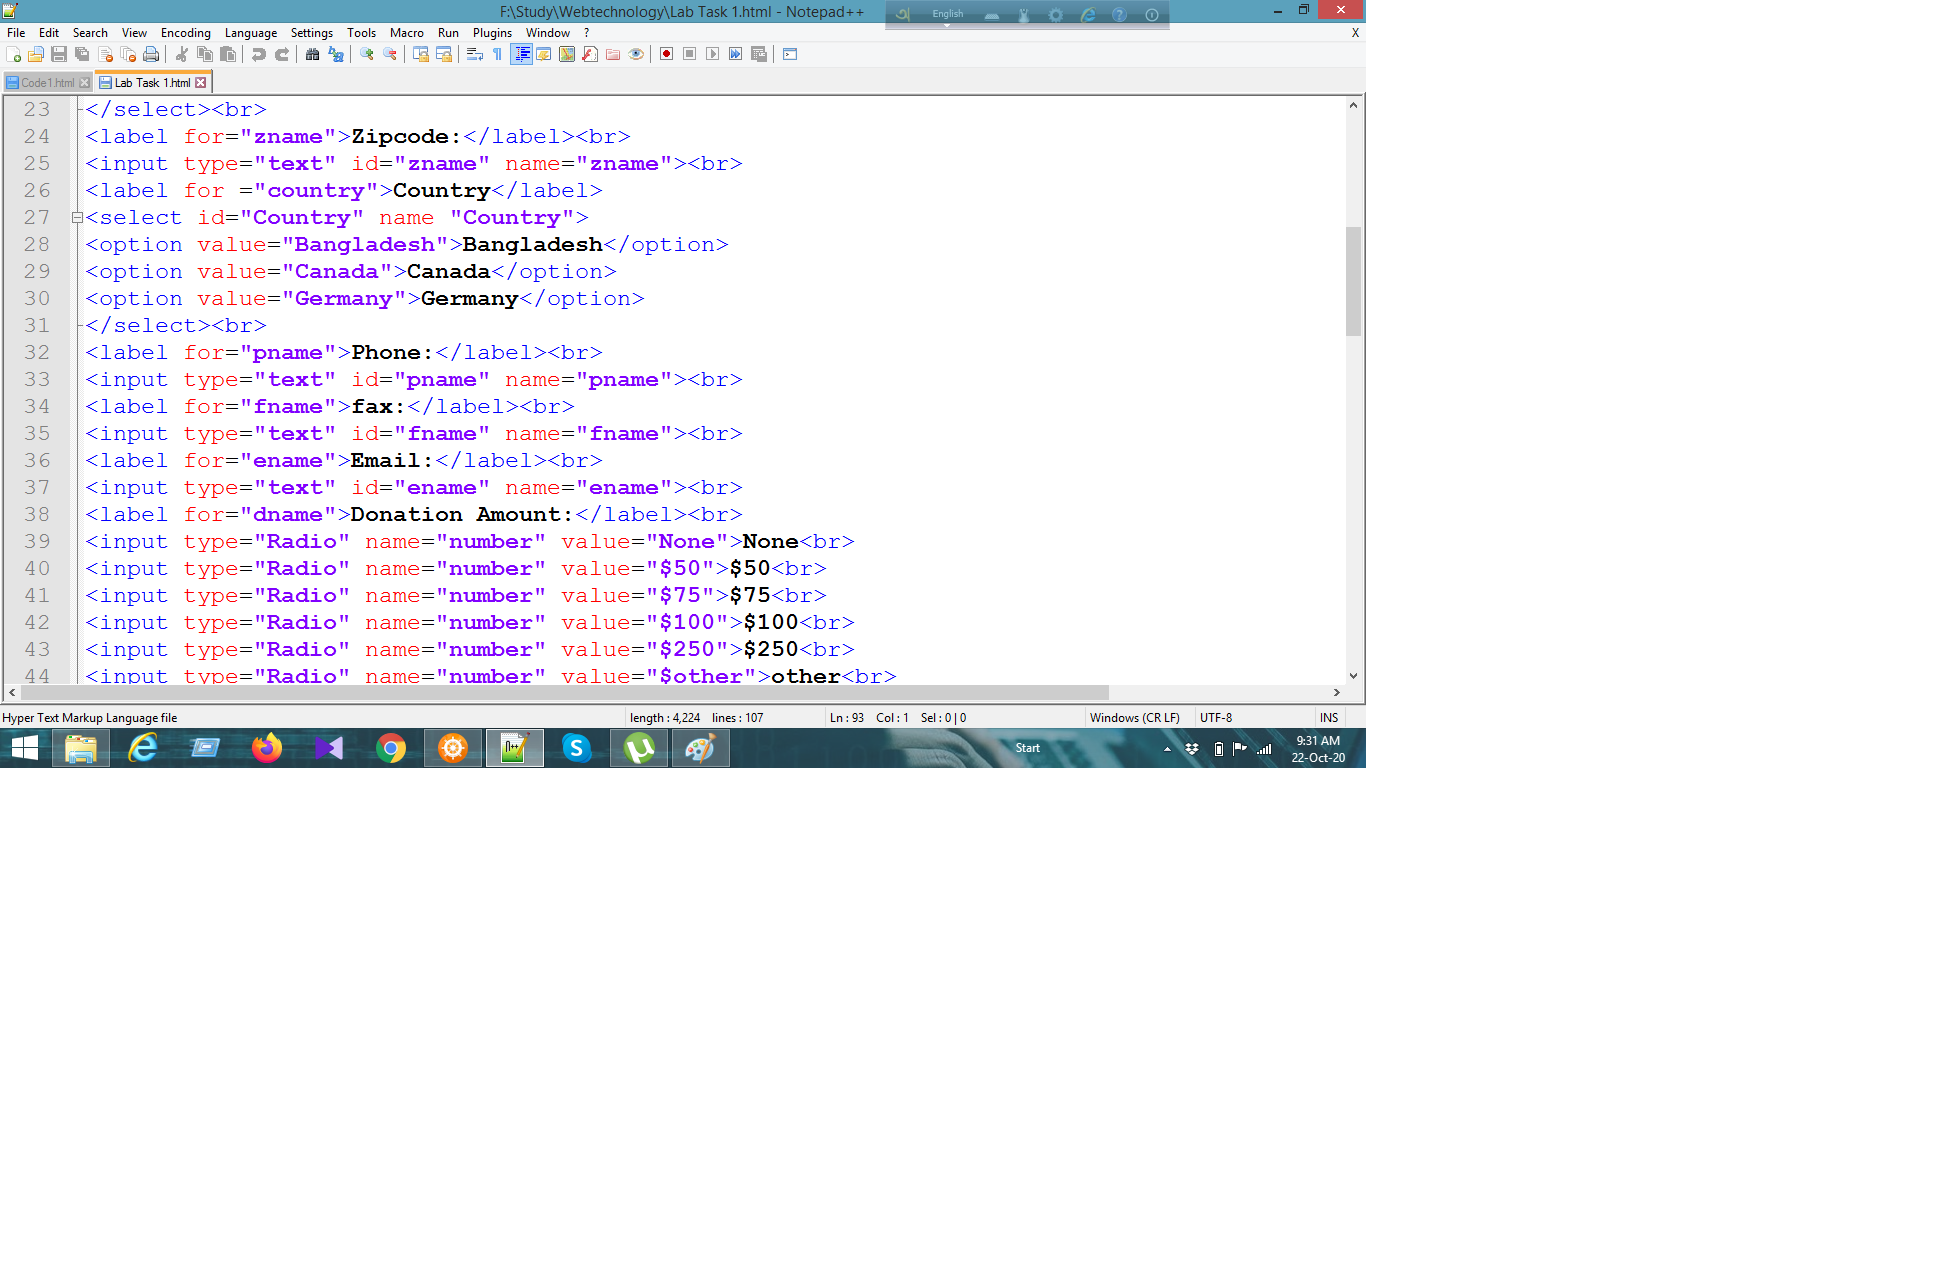 F:\Study\Webtechnology\Lab Task 1.html - Notepad++
English
File Edit Search View Encoding Language Settings Tools Macro Run Plugins Window ? X
Code1.html Lab Task 1.html
23 </select><br>
24 <label for="zname">Zipcode:</label><br>
25 <input type="text" id="zname" name="zname"><br>
26 <label for ="country">Country</label>
27 <select id="Country" name "Country">
28 <option value="Bangladesh">Bangladesh</option>
29 <option value="Canada">Canada</option>
30 <option value="Germany">Germany</option>
31 </select><br>
32 <label for="pname">Phone:</label><br>
33 <input type="text" id="pname" name="pname"><br>
34 <label for="fname">fax:</label><br>
35 <input type="text" id="fname" name="fname"><br>
36 <label for="ename">Email:</label><br>
37 <input type="text" id="ename" name="ename"><br>
38 <label for="dname">Donation Amount:</label><br>
39 <input type="Radio" name="number" value="None">None<br>
40 <input type="Radio" name="number" value="$50">$50<br>
41 <input type="Radio" name="number" value="$75">$75<br>
42 <input type="Radio" name="number" value="$100">$100<br>
43 <input type="Radio" name="number" value="$250">$250<br>
44 <input type="Radio" name="number" value="$other">other<br>
Hyper Text Markup Language file length : 4,224 lines : 107 Ln : 93 Col : 1 Sel : 0 | 0 Windows (CR LF) UTF-8 INS
Start
9:31 AM
22-Oct-20